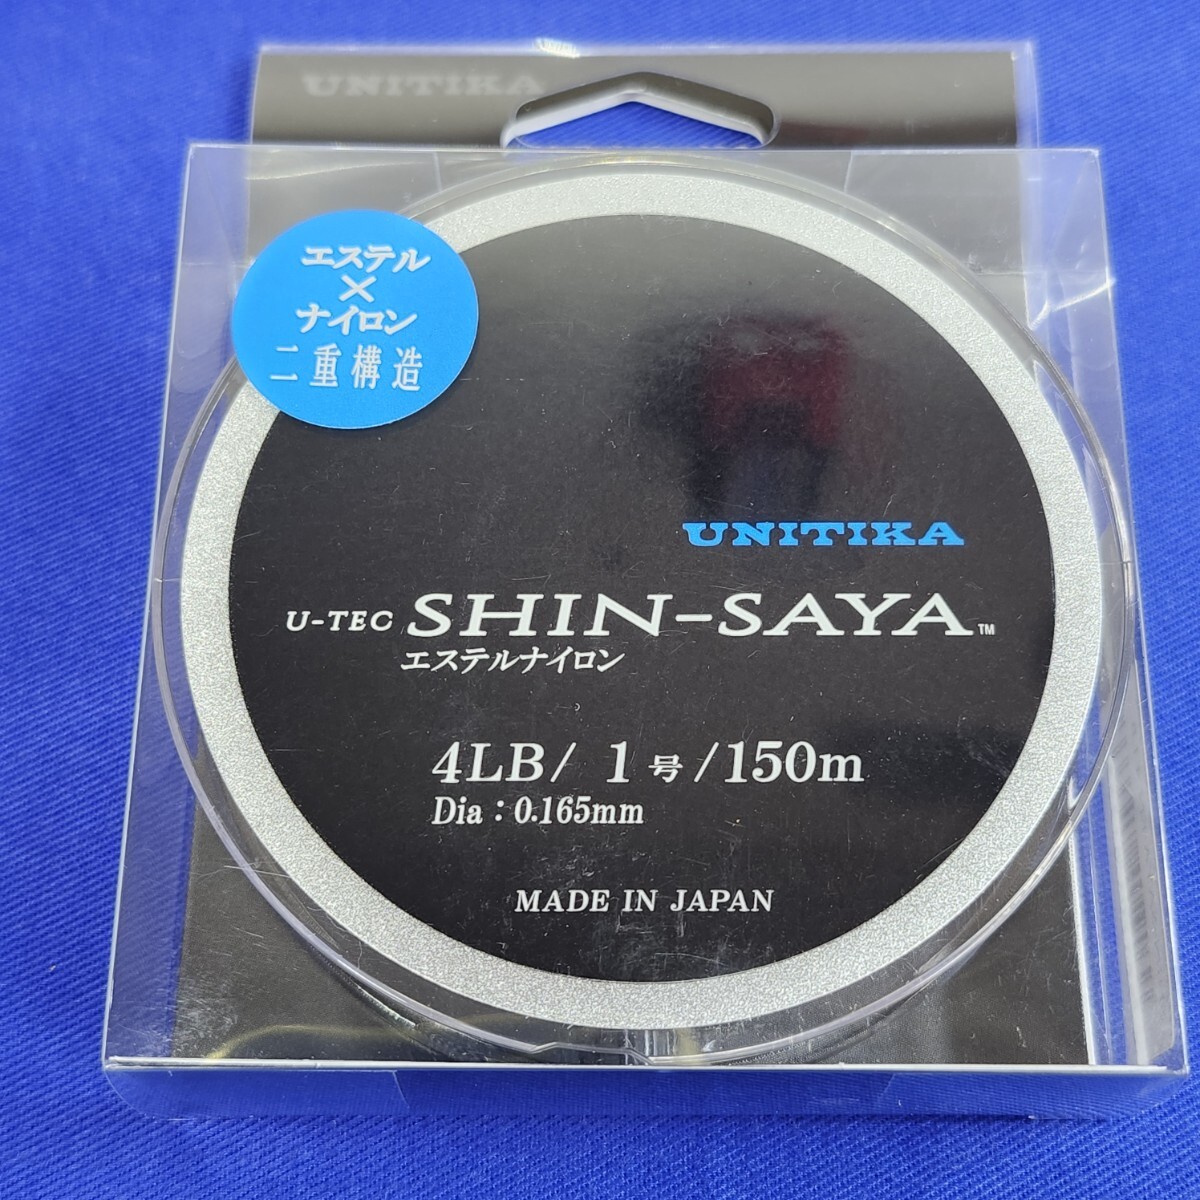 UNITIKA
エステル
×
ナイロン
二重構造
UNITIKA
U-TEC SHIN-SAYA™
エステルナイロン
4LB/ 1号/150m
Dia：0.165mm
MADE IN JAPAN